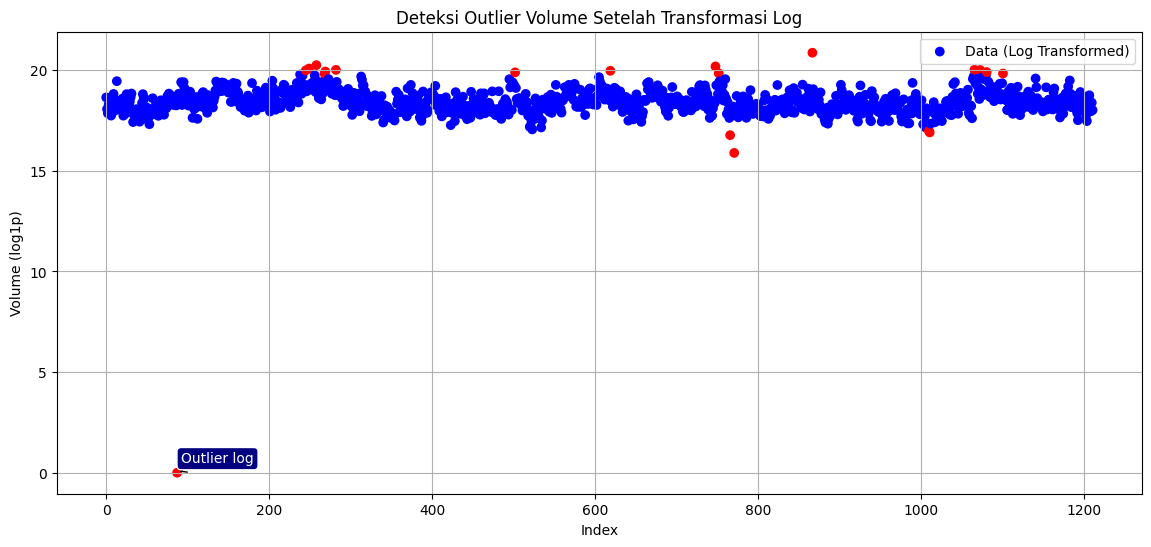 Deteksi Outlier Volume Setelah Transformasi Log
Data (Log Transformed)
Volume (log1p)
20
15
10
5
0
Outlier log
0
200
400
600
800
1000
1200
Index